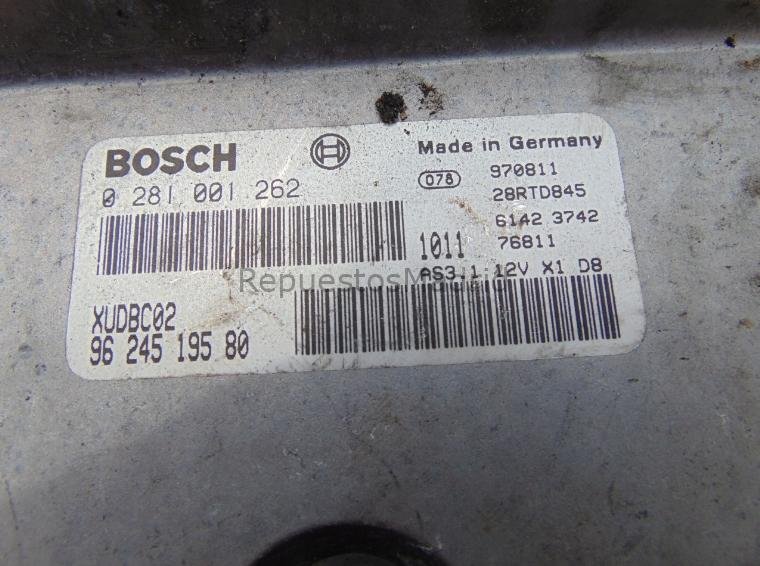 BOSCH
Made in Germany
0 281 001 262
078
970811
28RTD845
6142 3742
1011
76811
AS3.1 12V X1 D8
RepuestosMadrid
XUDBC02
96 245 195 80